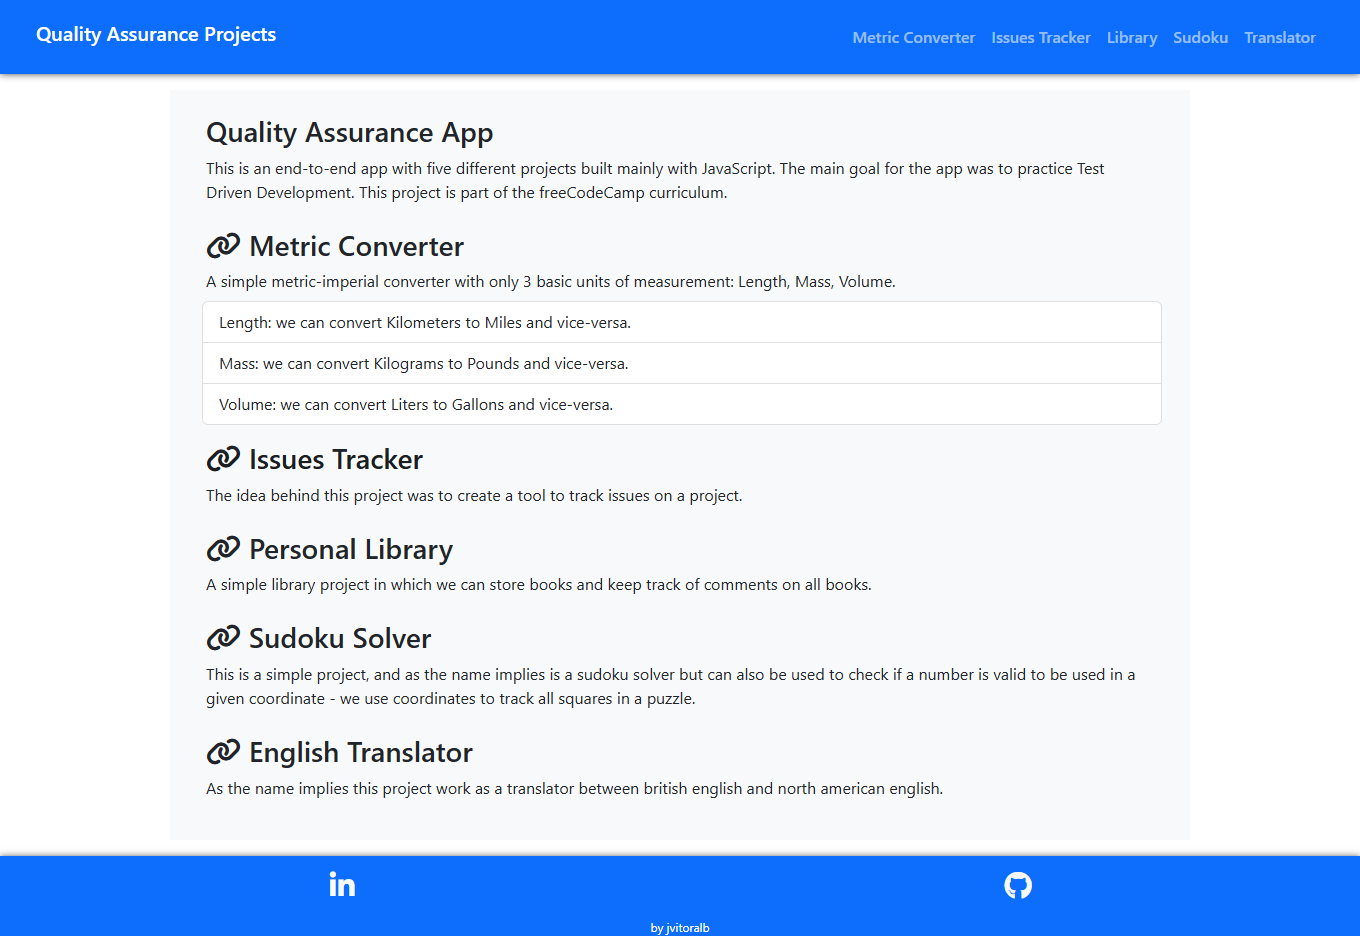 Quality Assurance Projects
Metric Converter Issues Tracker Library Sudoku Translator
Quality Assurance App
This is an end-to-end app with five different projects built mainly with JavaScript. The main goal for the app was to practice Test
Driven Development. This project is part of the freeCodeCamp curriculum.
Metric Converter
A simple metric-imperial converter with only 3 basic units of measurement: Length, Mass, Volume.
Length: we can convert Kilometers to Miles and vice-versa.
Mass: we can convert Kilograms to Pounds and vice-versa.
Volume: we can convert Liters to Gallons and vice-versa.
Issues Tracker
The idea behind this project was to create a tool to track issues on a project.
Personal Library
A simple library project in which we can store books and keep track of comments on all books.
Sudoku Solver
This is a simple project, and as the name implies is a sudoku solver but can also be used to check if a number is valid to be used in a
given coordinate - we use coordinates to track all squares in a puzzle.
English Translator
As the name implies this project work as a translator between british english and north american english.
in
by jvitoralb